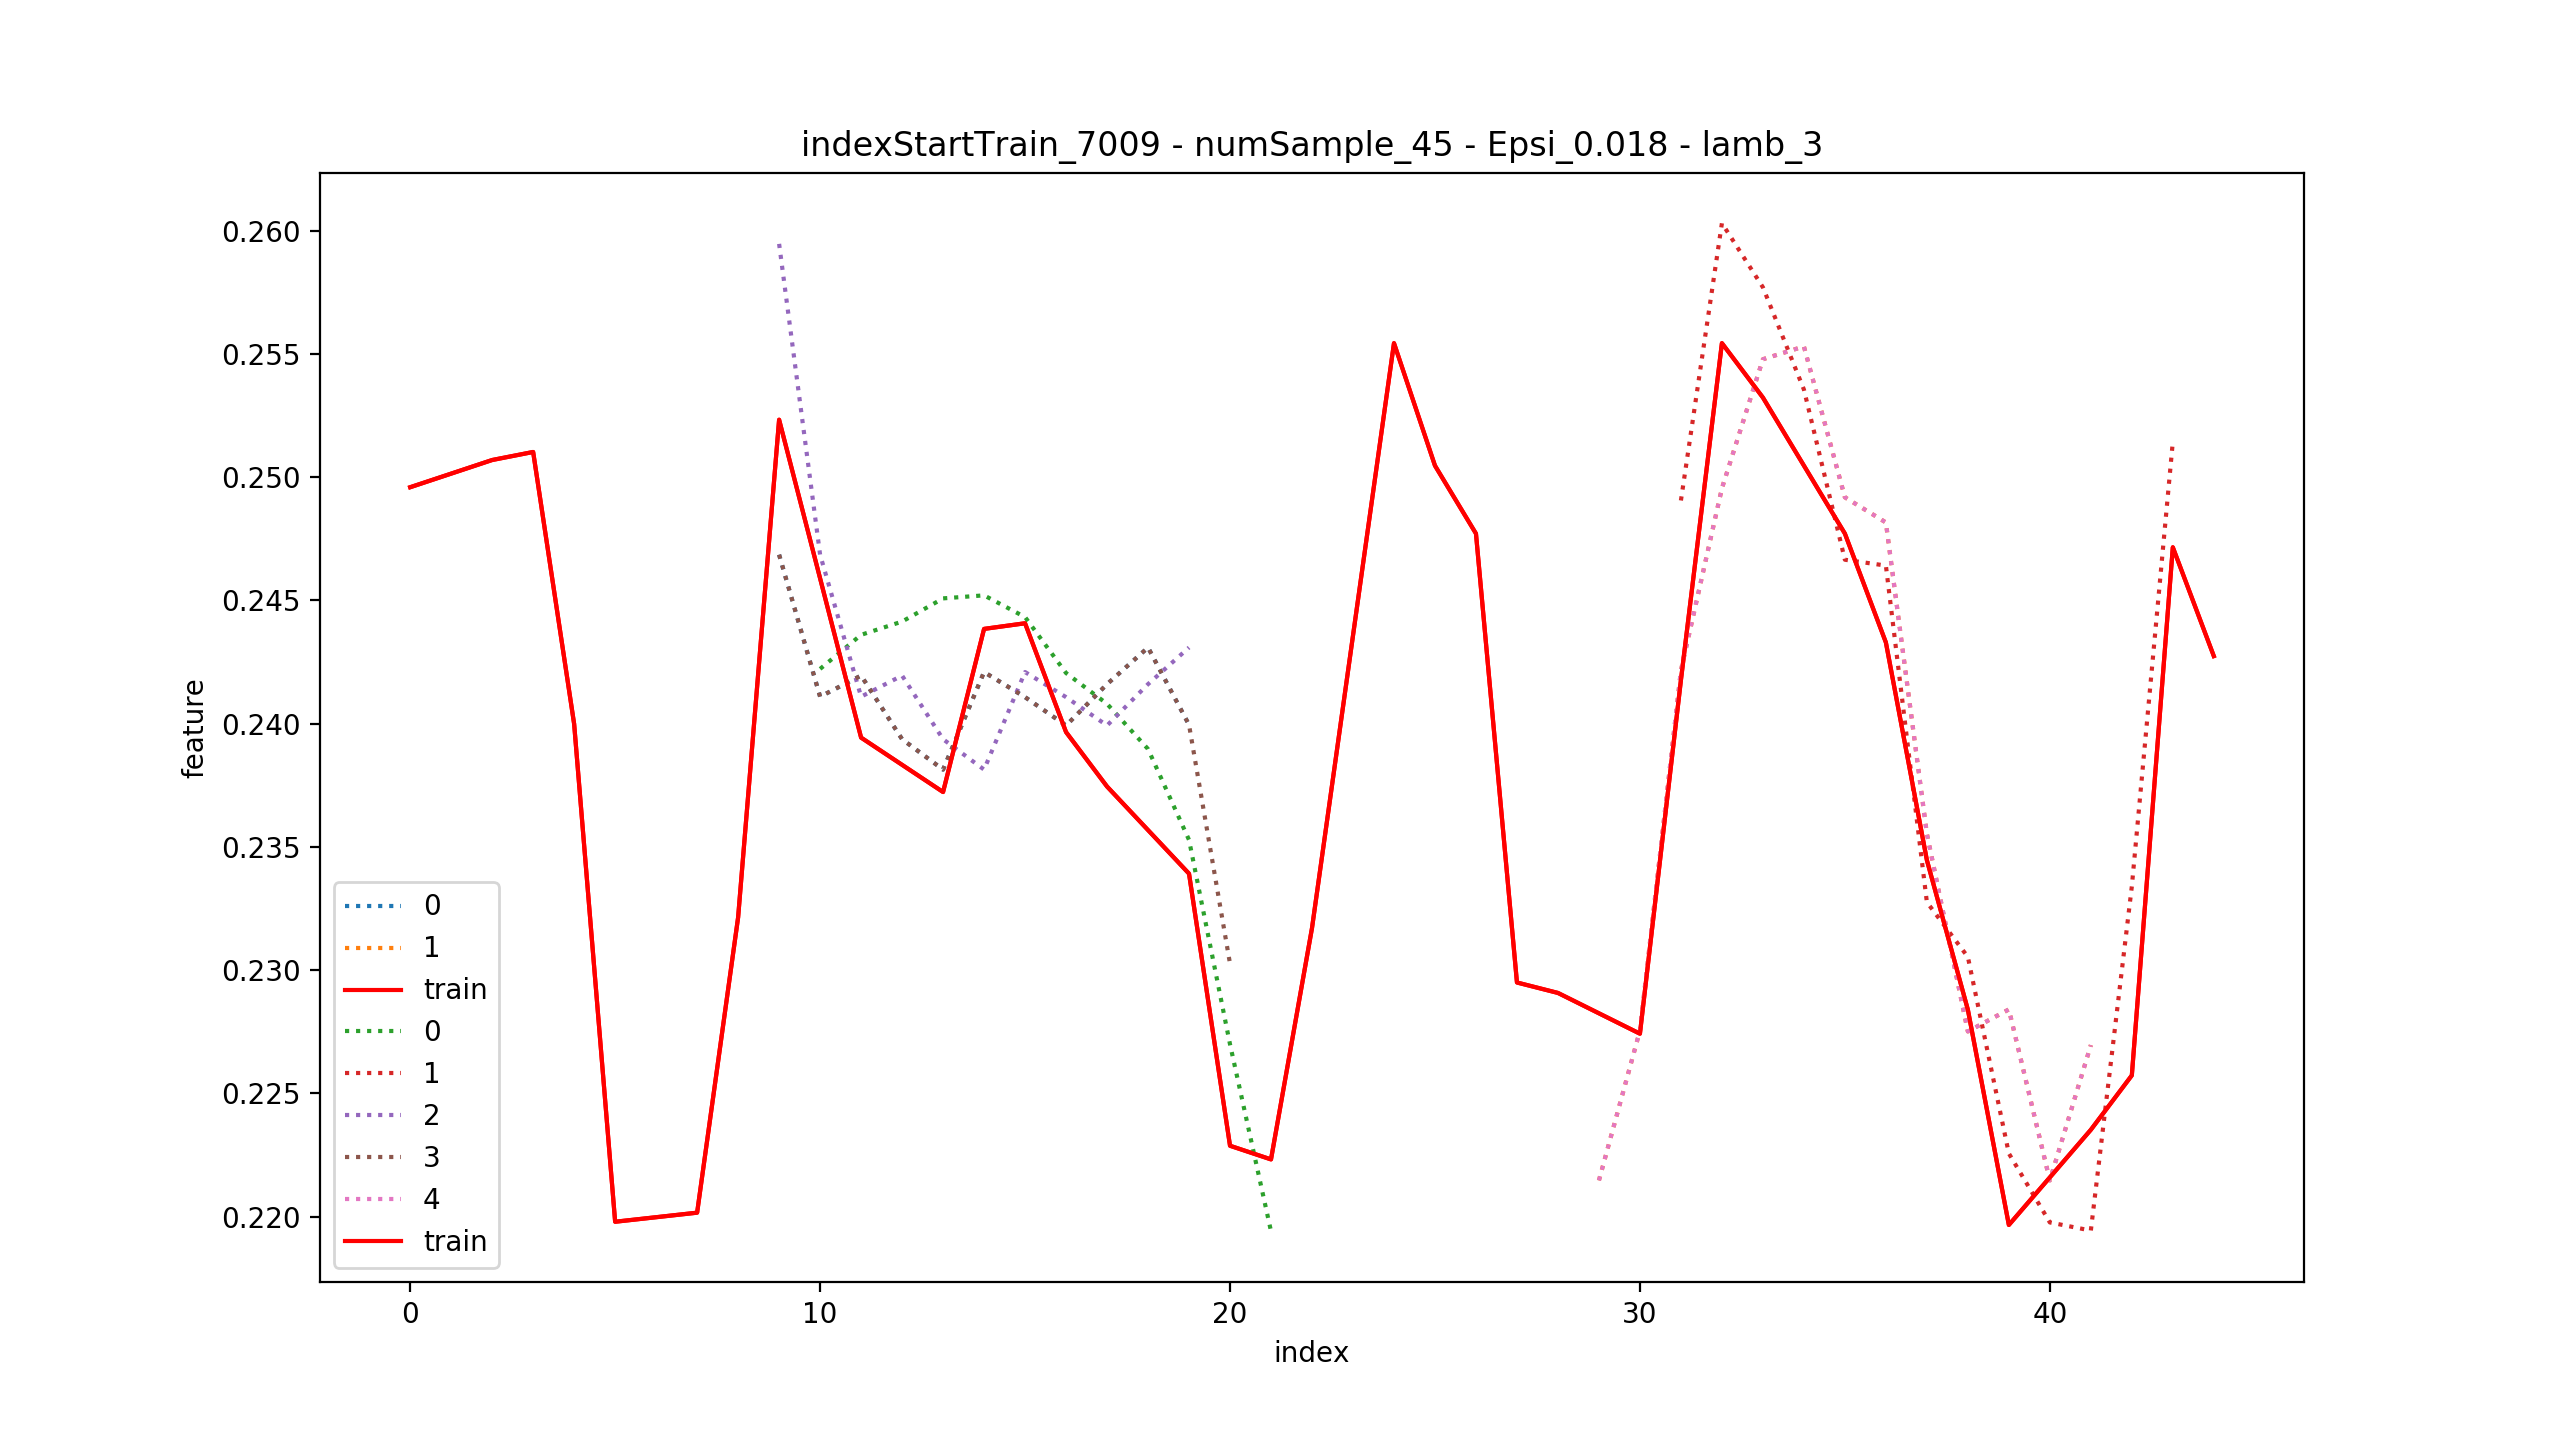 indexStartTrain_7009 - numSample_45 - Epsi_0.018 - lamb_3
0.260
0.255
0.250
0.245
0.240
0.235
0.230
0.225
0.220
feature
0
1
train
0
1
2
3
4
train
0 10 20 30 40
index